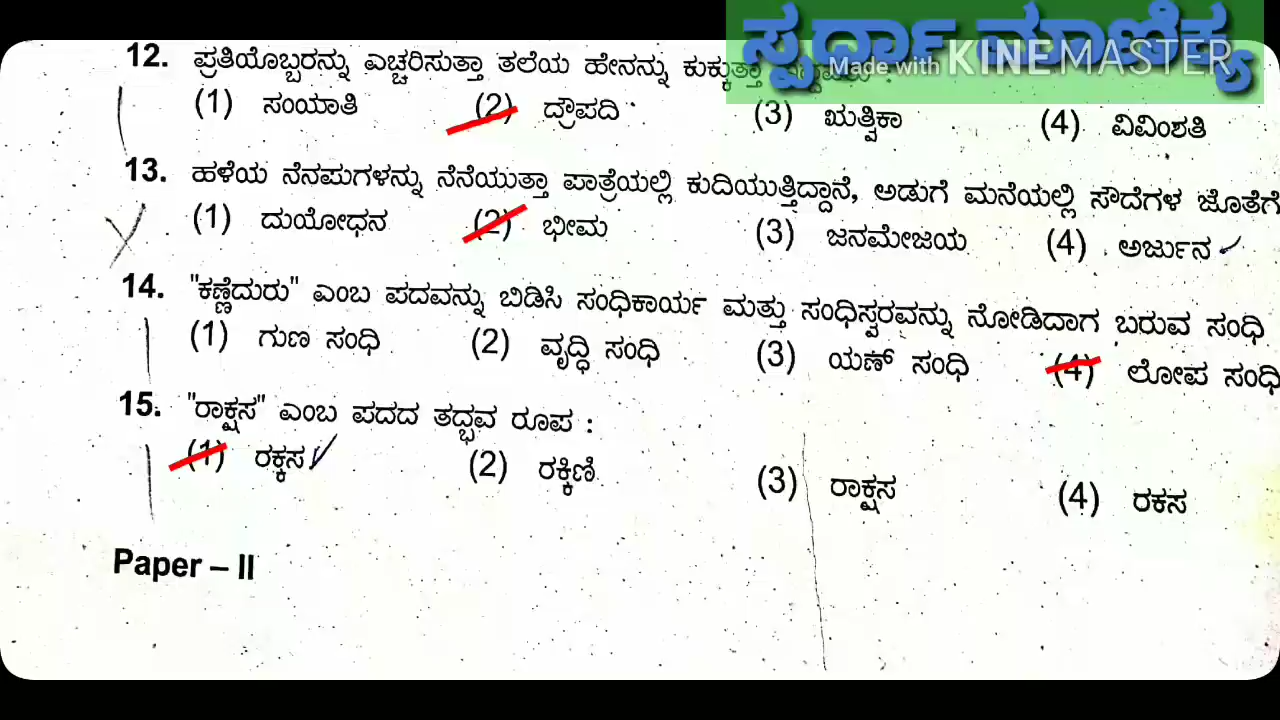 ಸ್ಪರ್ಧಾ ಮಾಣಿಕ್ಯ
Made with KINEMASTER
12. ಪ್ರತಿಯೊಬ್ಬರನ್ನು ಎಚ್ಚರಿಸುತ್ತಾ ತಲೆಯ ಹೇನನ್ನು ಕುಕ್ಕುತ್ತಾ
(1) ಸಂಯಾತಿ (2) ದ್ರೌಪದಿ (3) ಋತ್ವಿಕಾ (4) ವಿವಿಂಶತಿ
13. ಹಳೆಯ ನೆನಪುಗಳನ್ನು ನೆನೆಯುತ್ತಾ ಪಾತ್ರೆಯಲ್ಲಿ ಕುದಿಯುತ್ತಿದ್ದಾನೆ, ಅಡುಗೆ ಮನೆಯಲ್ಲಿ ಸೌದೆಗಳ ಜೊತೆಗೆ
(1) ದುಯೋಧನ (2) ಭೀಮ (3) ಜನಮೇಜಯ (4) ಅರ್ಜುನ
14. "ಕಣ್ಣೆದುರು" ಎಂಬ ಪದವನ್ನು ಬಿಡಿಸಿ ಸಂಧಿಕಾರ್ಯ ಮತ್ತು ಸಂಧಿಸ್ವರವನ್ನು ನೋಡಿದಾಗ ಬರುವ ಸಂಧಿ
(1) ಗುಣ ಸಂಧಿ (2) ವೃದ್ಧಿ ಸಂಧಿ (3) ಯಣ್ ಸಂಧಿ (4) ಲೋಪ ಸಂಧಿ
15. "ರಾಕ್ಷಸ" ಎಂಬ ಪದದ ತದ್ಭವ ರೂಪ :
(1) ರಕ್ಕಸ (2) ರಕ್ಕಿಣಿ (3) ರಾಕ್ಷಸ (4) ರಕಸ
Paper – II